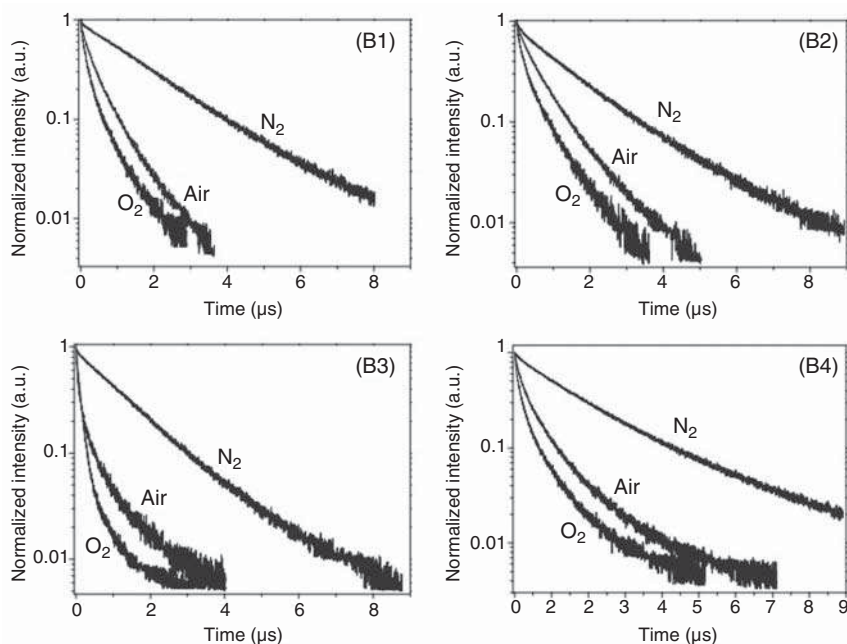 1
(B1)
0.1
N2
Air
O2
0.01
0 2 4 6 8
Normalized intensity (a.u.)
Time (µs)
1
(B2)
0.1
N2
Air
O2
0.01
0 2 4 6 8
Normalized intensity (a.u.)
Time (µs)
1
(B3)
0.1
N2
Air
O2
0.01
0 2 4 6 8
Normalized intensity (a.u.)
Time (µs)
1
(B4)
0.1
N2
Air
O2
0.01
0 2 2 3 5 5 6 7 8 9
Normalized intensity (a.u.)
Time (µs)